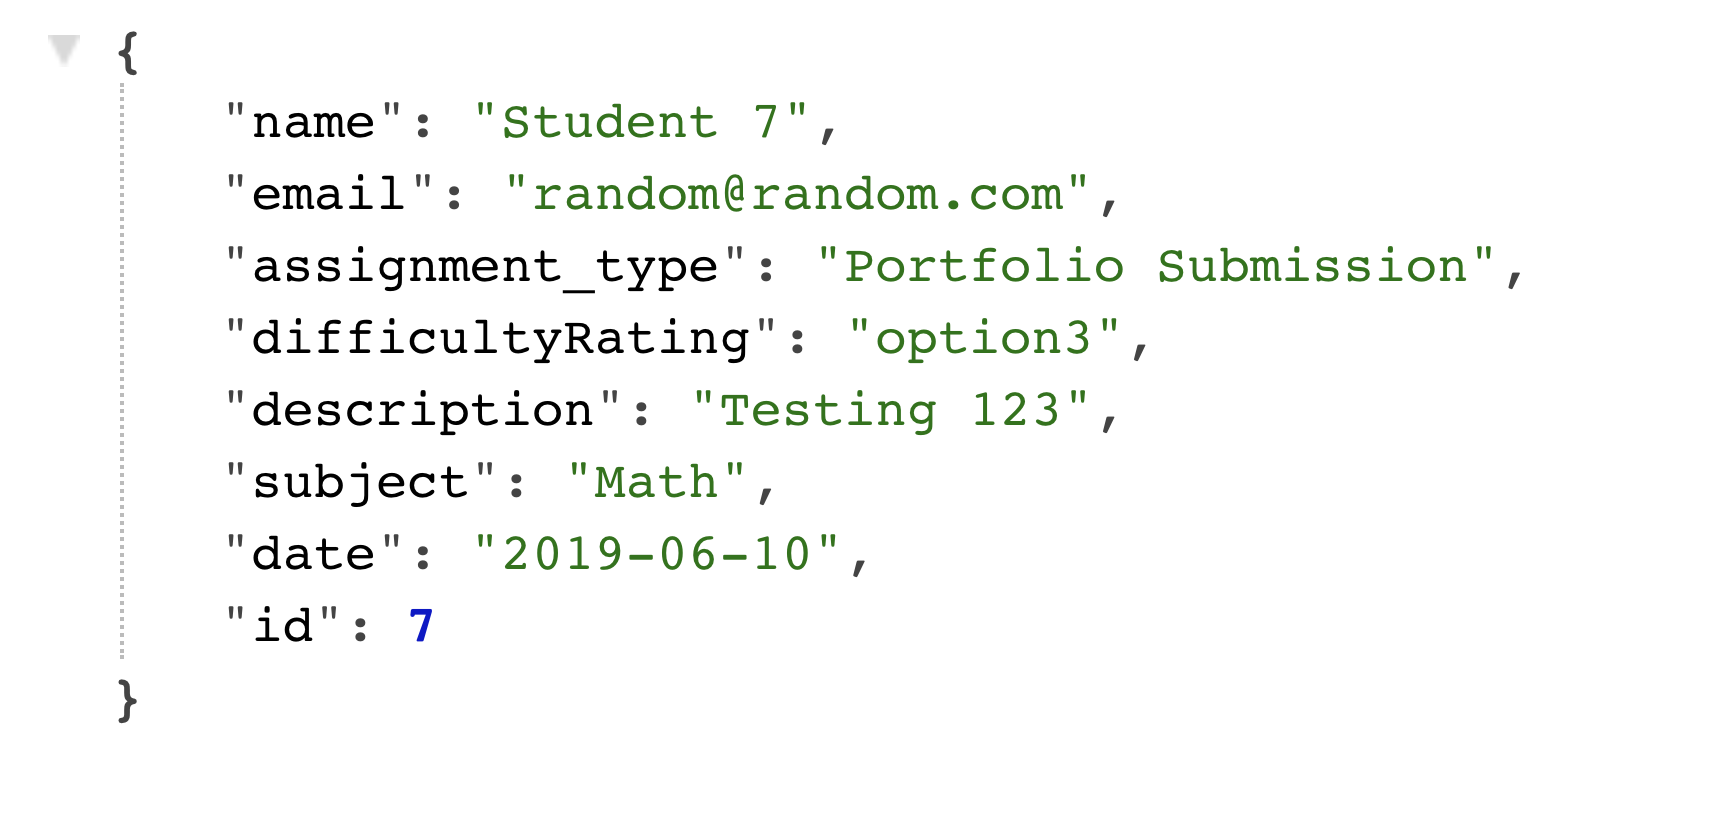 {
"name": "Student 7",
"email": "random@random.com",
"assignment_type": "Portfolio Submission",
"difficultyRating": "option3",
"description": "Testing 123",
"subject": "Math",
"date": "2019-06-10",
"id": 7
}